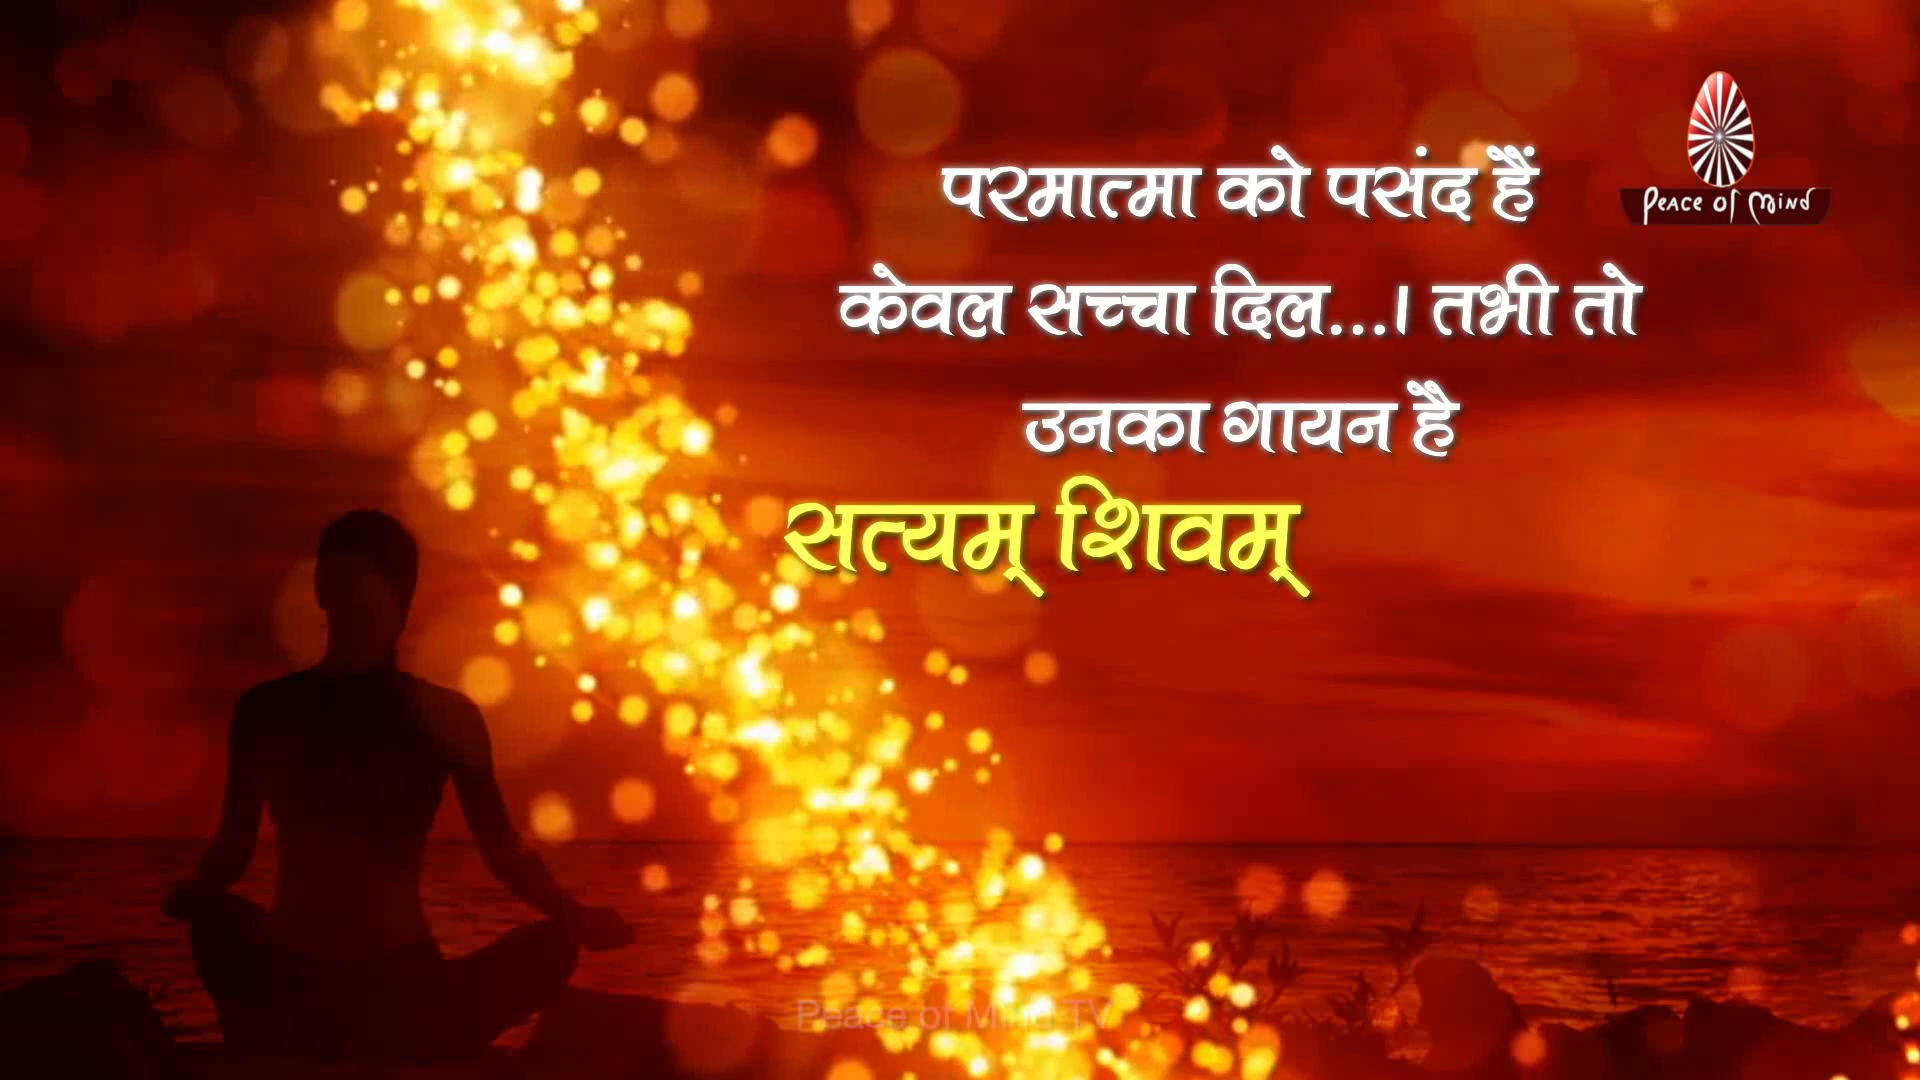 परमात्मा को पसंद हैं
केवल सच्चा दिल...। तभी तो
उनका गायन है
सत्यम् शिवम्
Peace of Mind
Peace of Mind TV